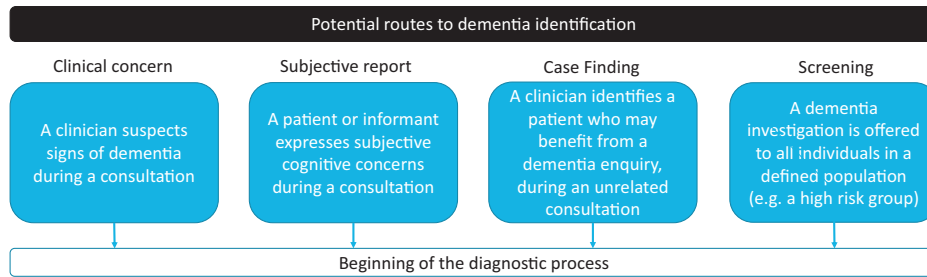 Potential routes to dementia identification
Clinical concern
A clinician suspects
signs of dementia
during a consultation
Subjective report
A patient or informant
expresses subjective
cognitive concerns
during a consultation
Case Finding
A clinician identifies a
patient who may
benefit from a
dementia enquiry,
during an unrelated
consultation
Screening
A dementia
investigation is offered
to all individuals in a
defined population
(e.g. a high risk group)
Beginning of the diagnostic process